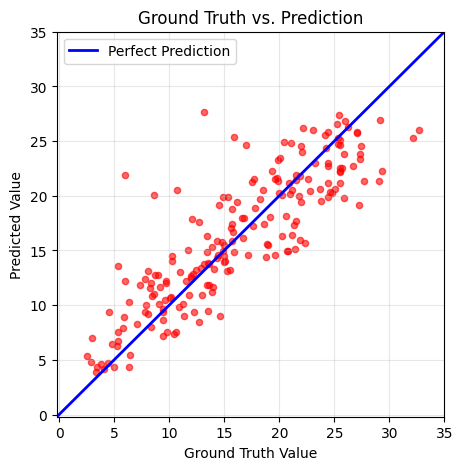 Ground Truth vs. Prediction
Perfect Prediction
35
30
25
20
15
10
5
0
Predicted Value
0 5 10 15 20 25 30 35
Ground Truth Value